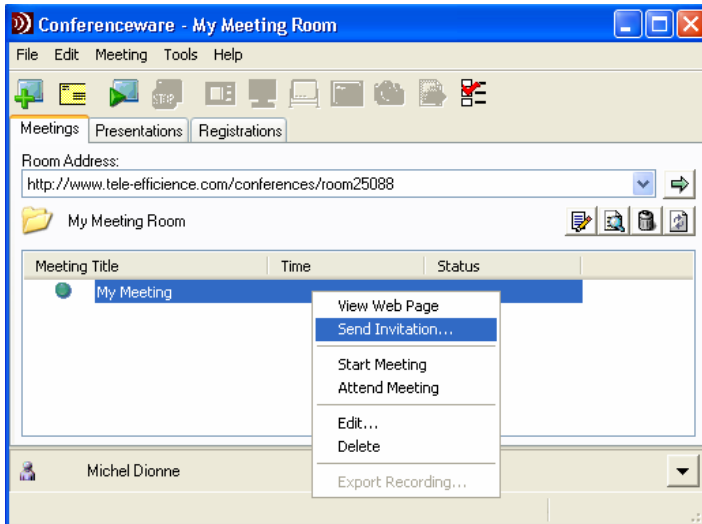 Conferenceware - My Meeting Room
File Edit Meeting Tools Help
STOP
Meetings Presentations Registrations
Room Address:
http://www.tele-efficience.com/conferences/room25088
My Meeting Room
Meeting Title Time Status
My Meeting
View Web Page
Send Invitation...
Start Meeting
Attend Meeting
Edit...
Delete
Export Recording...
Michel Dionne